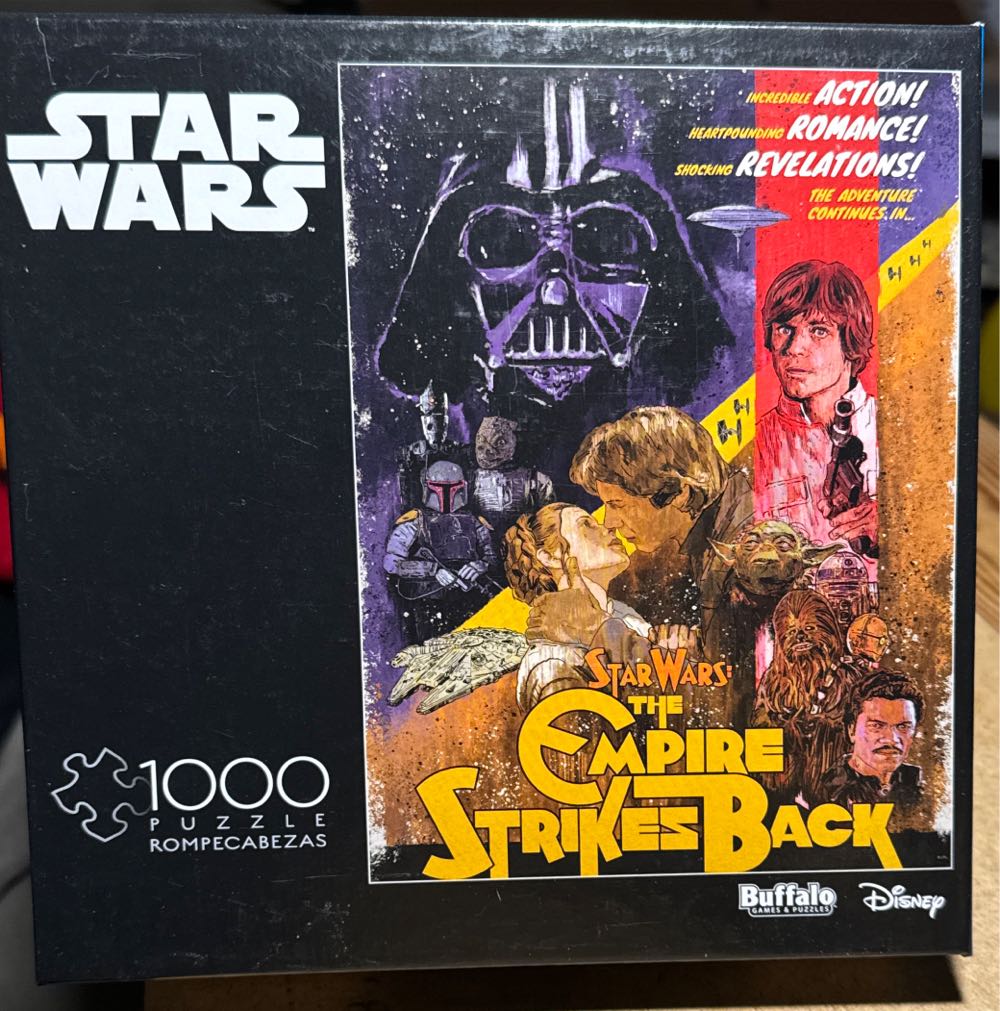 STAR
WARS
™
INCREDIBLE ACTION!
HEARTPOUNDING ROMANCE!
SHOCKING REVELATIONS!
THE ADVENTURE
CONTINUES, IN...
STAR WARS:
THE
EMPIRE
STRIKES BACK
1000
PUZZLE
ROMPECABEZAS
Buffalo
GAMES & PUZZLES
DISNEY